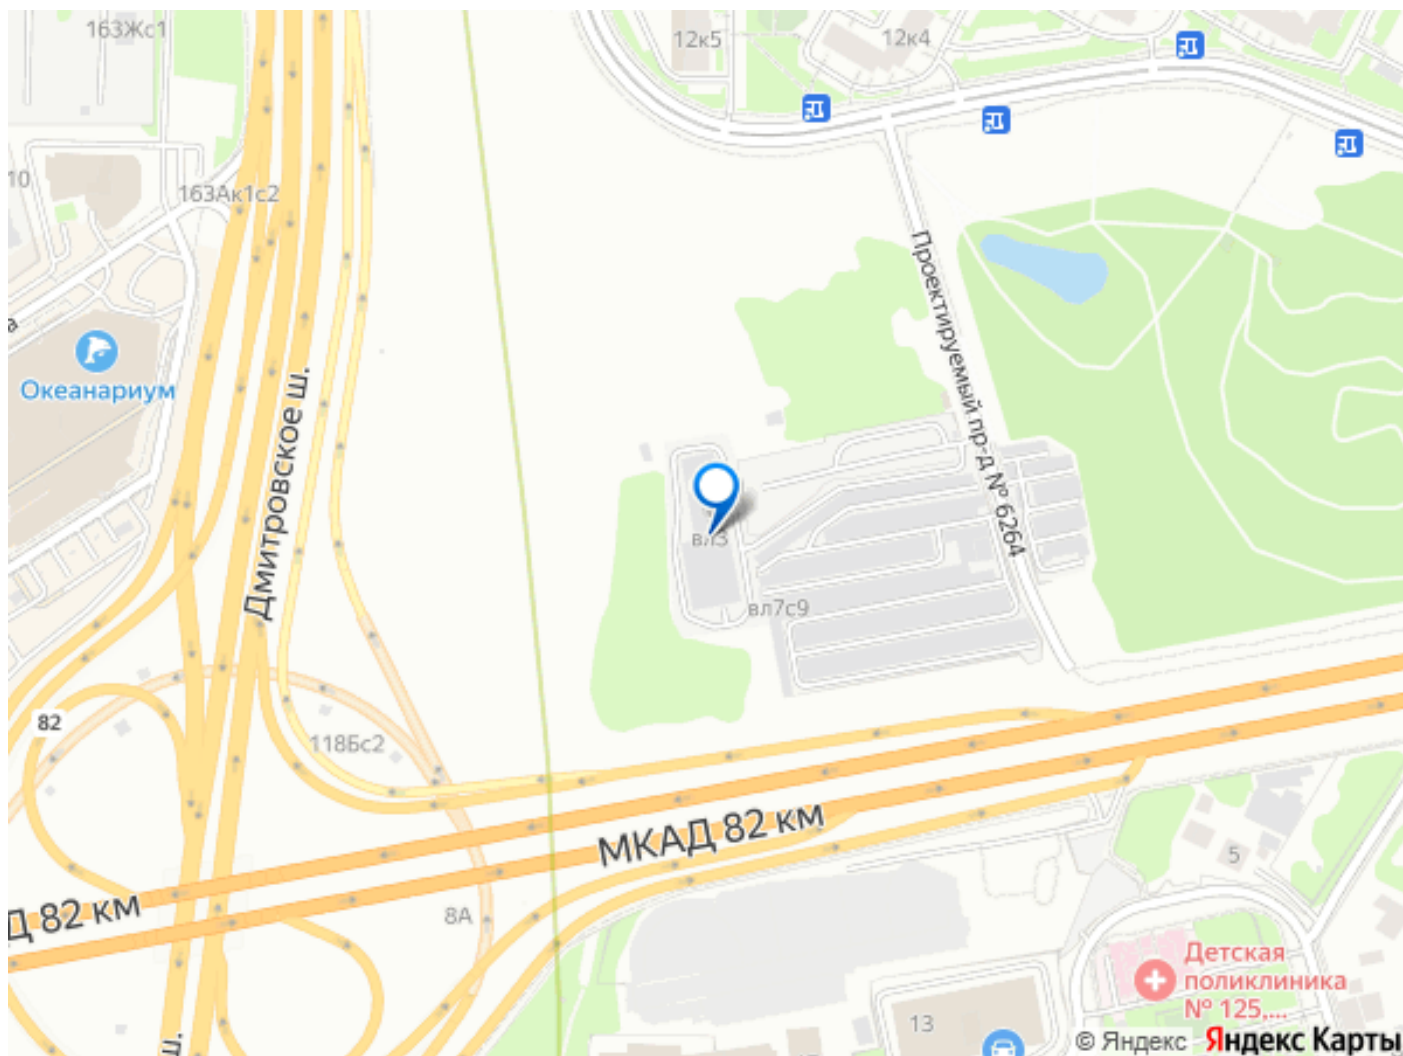 163Жс1
12к5
12к4
10
163Ак1с2
Проектируемый пр-д № 6264
Океанариум
Дмитровское ш.
вл3
вл7с9
82
118Бс2
МКАД 82 км
Д 82 км
8А
5
Детская
поликлиника
№ 125,...
13
ш.
© Яндекс Яндекс Карты